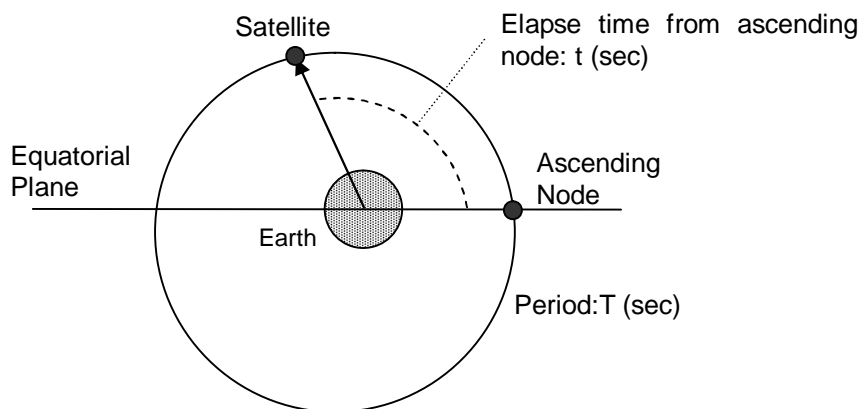 Satellite
Elapse time from ascending
node: t (sec)
Equatorial
Plane
Ascending
Node
Earth
Period:T (sec)